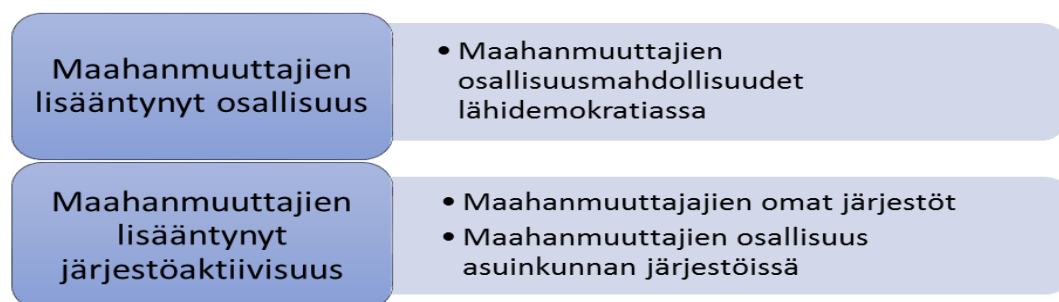 Maahanmuuttajien
lisääntynyt osallisuus
• Maahanmuuttajien
osallisuusmahdollisuudet
lähidemokratiassa
Maahanmuuttajien
lisääntynyt
järjestöaktiivisuus
• Maahanmuuttajajien omat järjestöt
• Maahanmuuttajien osallisuus
asuinkunnan järjestöissä